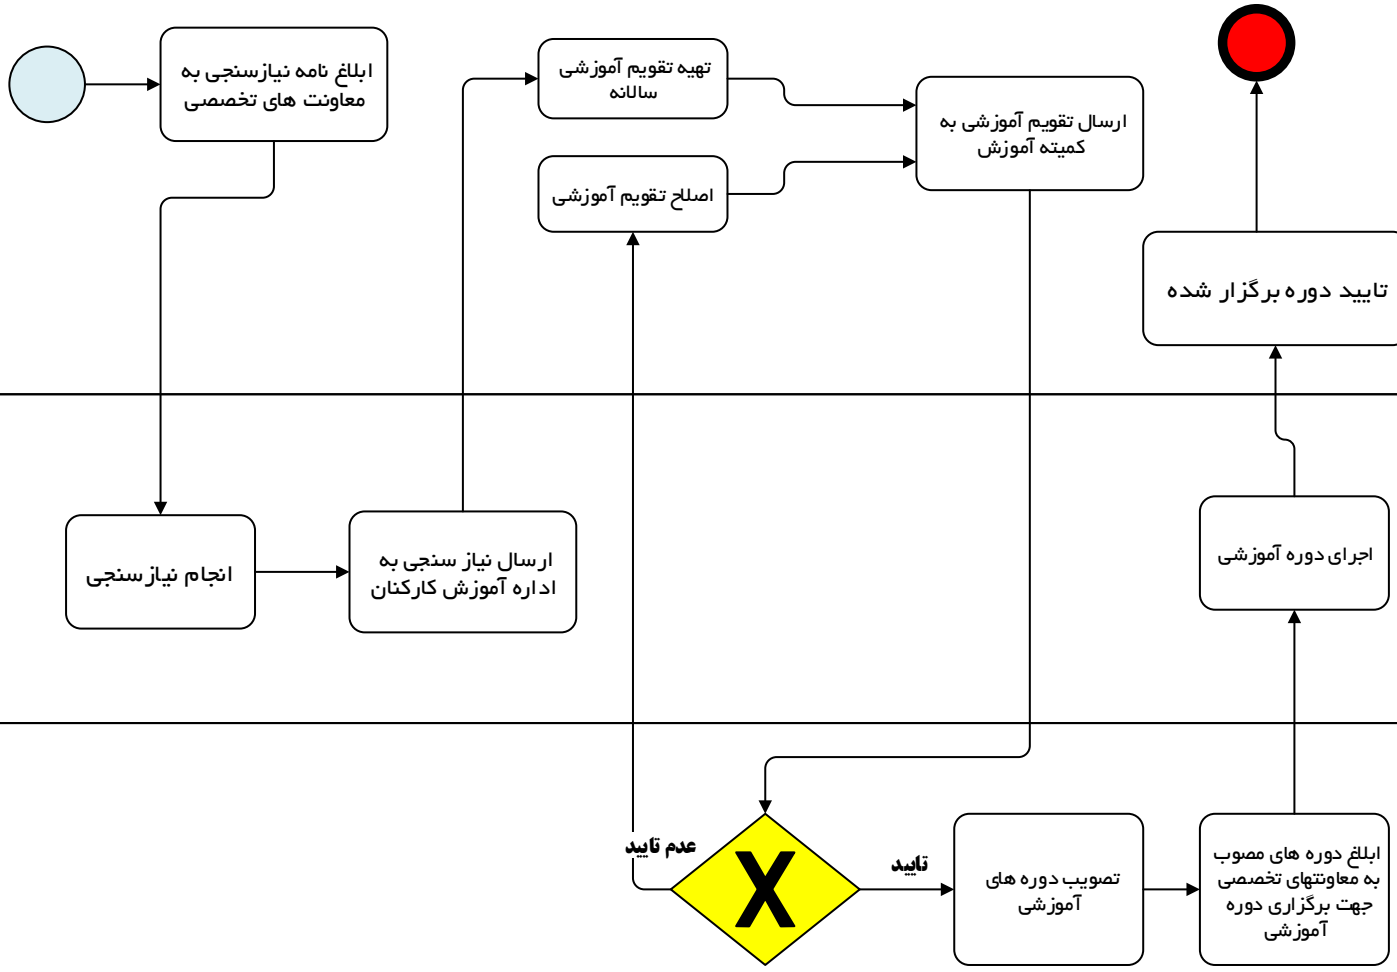 ابلاغ نامه نیازسنجی به
معاونت های تخصصی
تهیه تقویم آموزشی
سالانه
اصلاح تقویم آموزشی
ارسال تقویم آموزشی به
کمیته آموزش
تایید دوره برگزار شده
انجام نیازسنجی
ارسال نیاز سنجی به
اداره آموزش کارکنان
اجرای دوره آموزشی
عدم تایید
X
تایید
تصویب دوره های
آموزشی
ابلاغ دوره های مصوب
به معاونتهای تخصصی
جهت برگزاری دوره
آموزشی